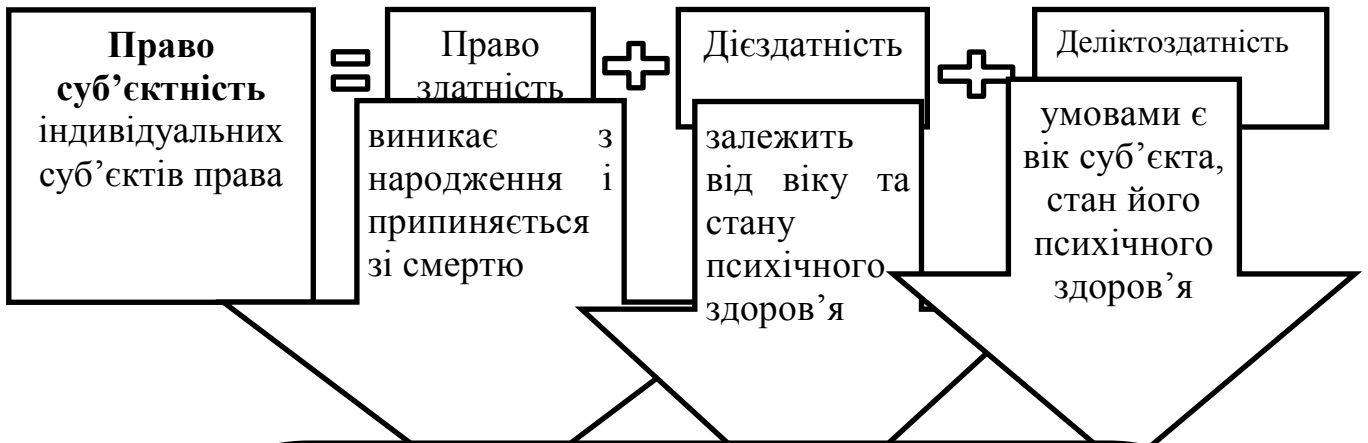 Право
суб’єктність
індивідуальних
суб’єктів права
Право
здатність
виникає з
народження і
припиняється
зі смертю
Дієздатність
залежить
від віку та
стану
психічного
здоров’я
Деліктоздатність
умовами є
вік суб’єкта,
стан його
психічного
здоров’я